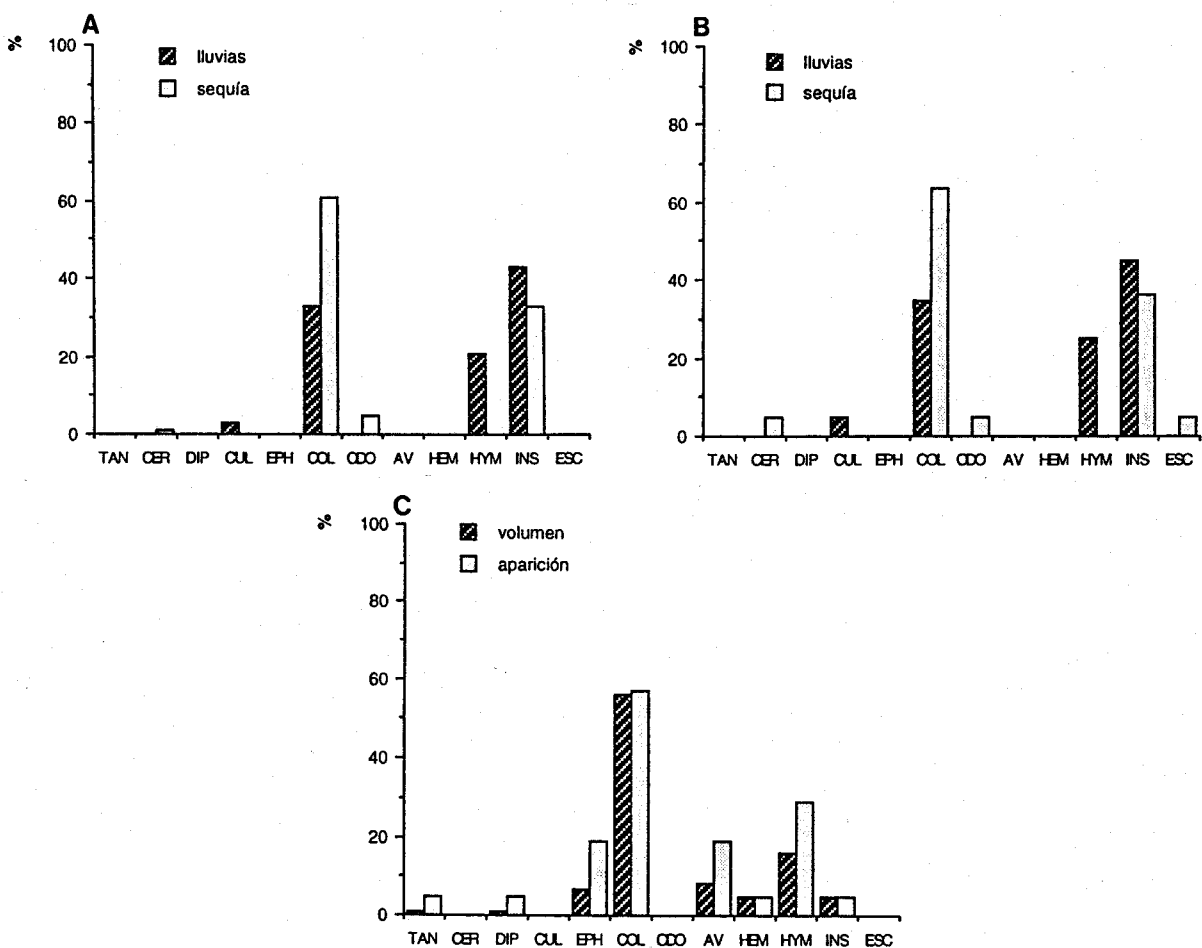 A
%
100
80
60
40
20
0
lluvias
sequía
TAN CER DIP CUL EPH COL ODO AV HEM HYM INS ESC
B
%
100
80
60
40
20
0
lluvias
sequía
TAN CER DIP CUL EPH COL ODO AV HEM HYM INS ESC
C
%
100
80
60
40
20
0
volumen
aparición
TAN CER DIP CUL EPH COL ODO AV HEM HYM INS ESC